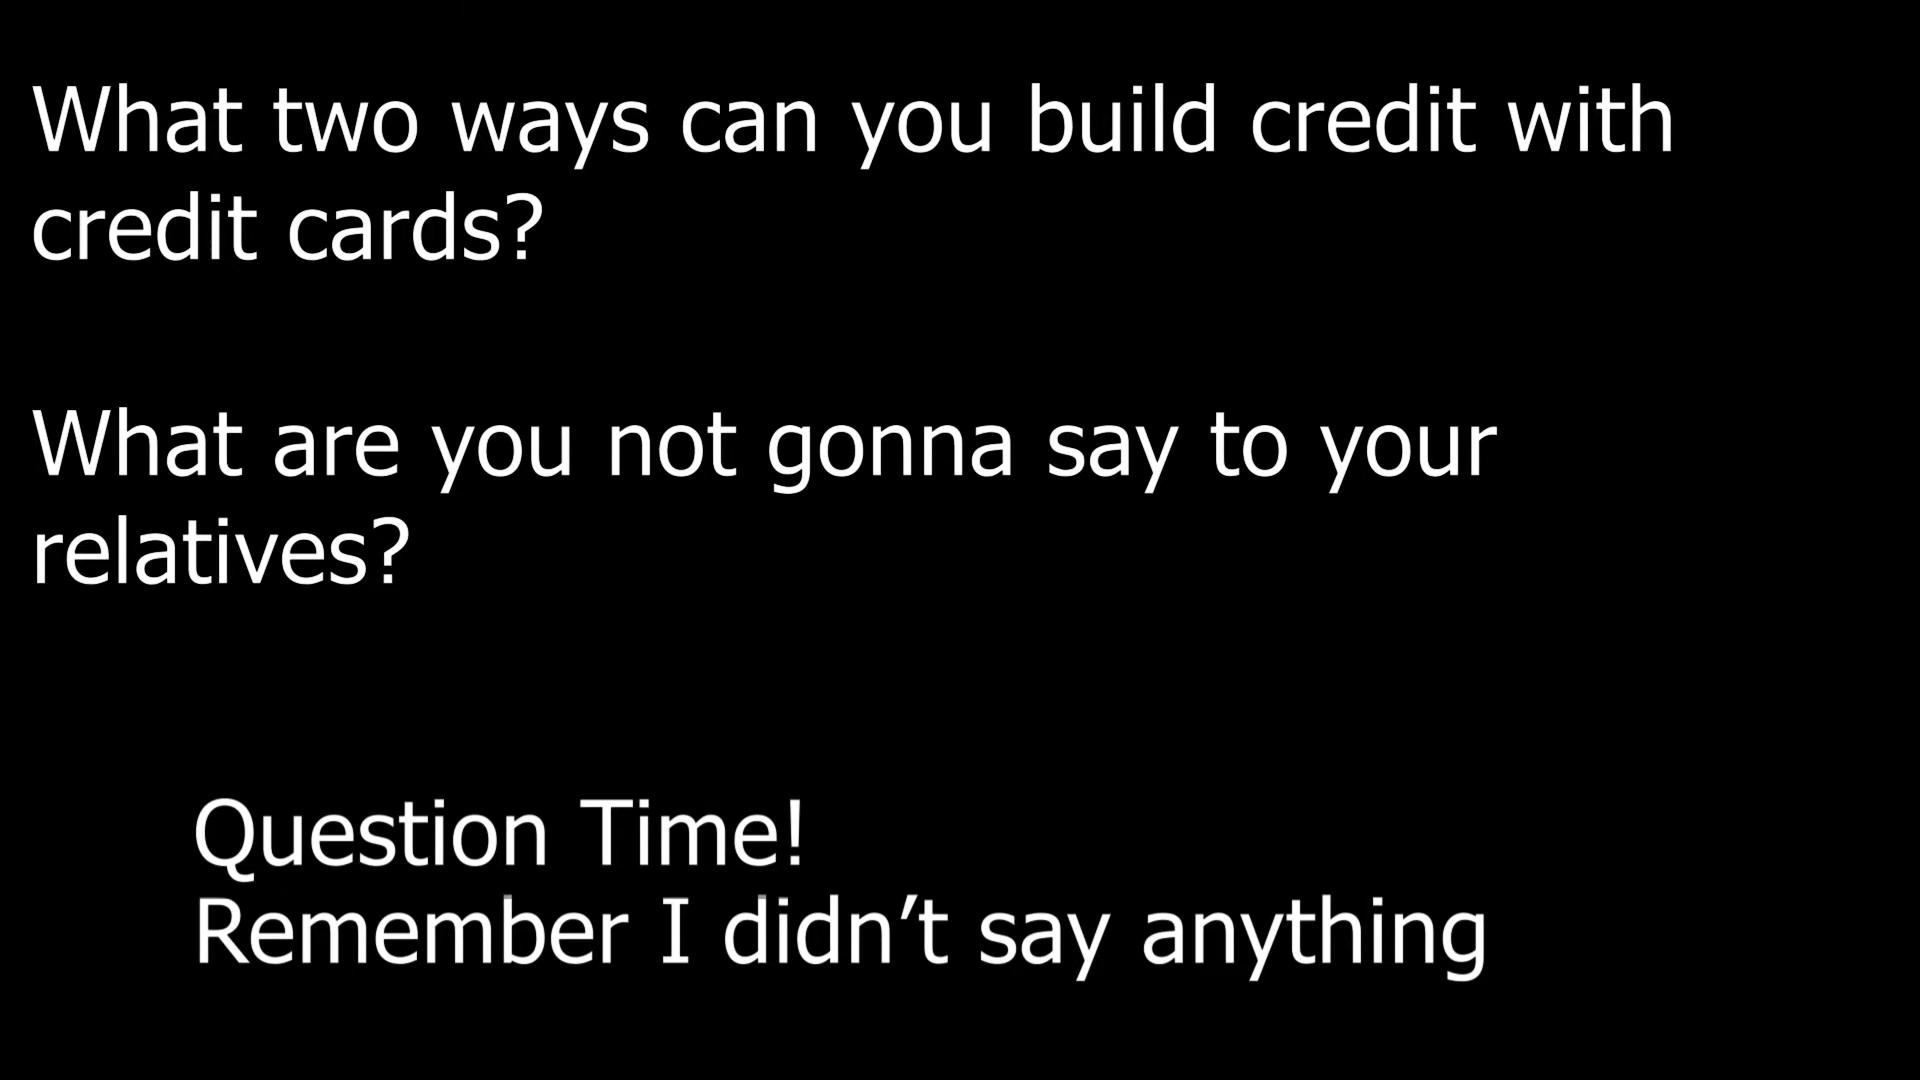 What two ways can you build credit with
credit cards?
What are you not gonna say to your
relatives?
Question Time!
Remember I didn’t say anything